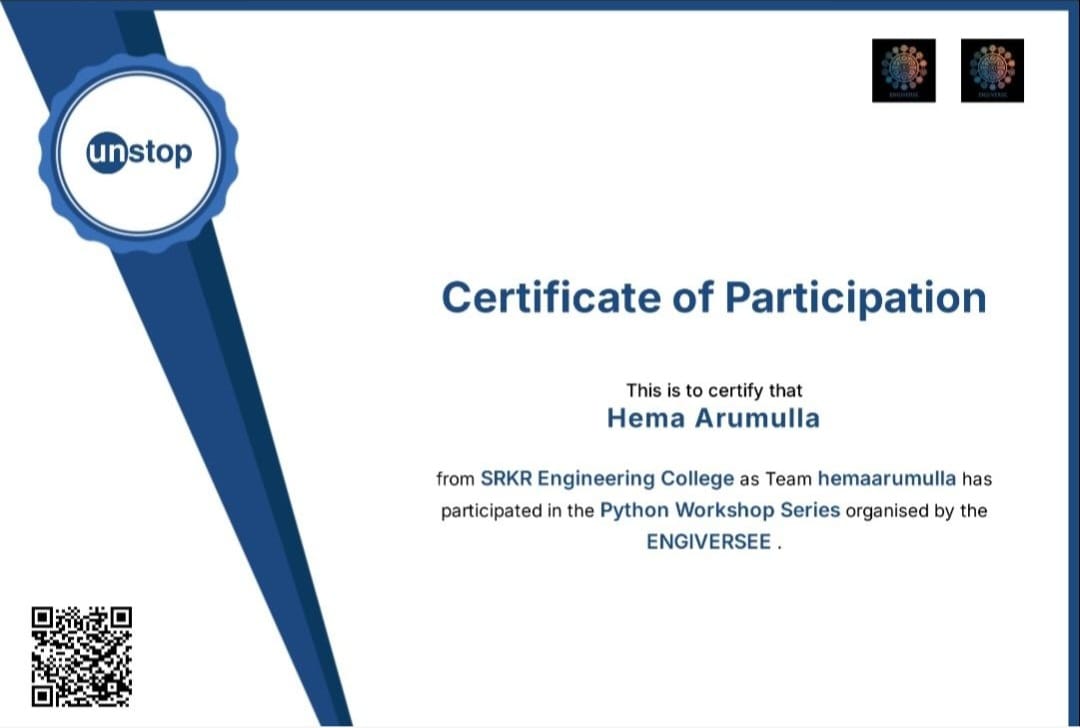 unstop
ENGIVERSE
ENGIVERSE
Certificate of Participation
This is to certify that
Hema Arumulla
from SRKR Engineering College as Team hemaarumulla has
participated in the Python Workshop Series organised by the
ENGIVERSEE .